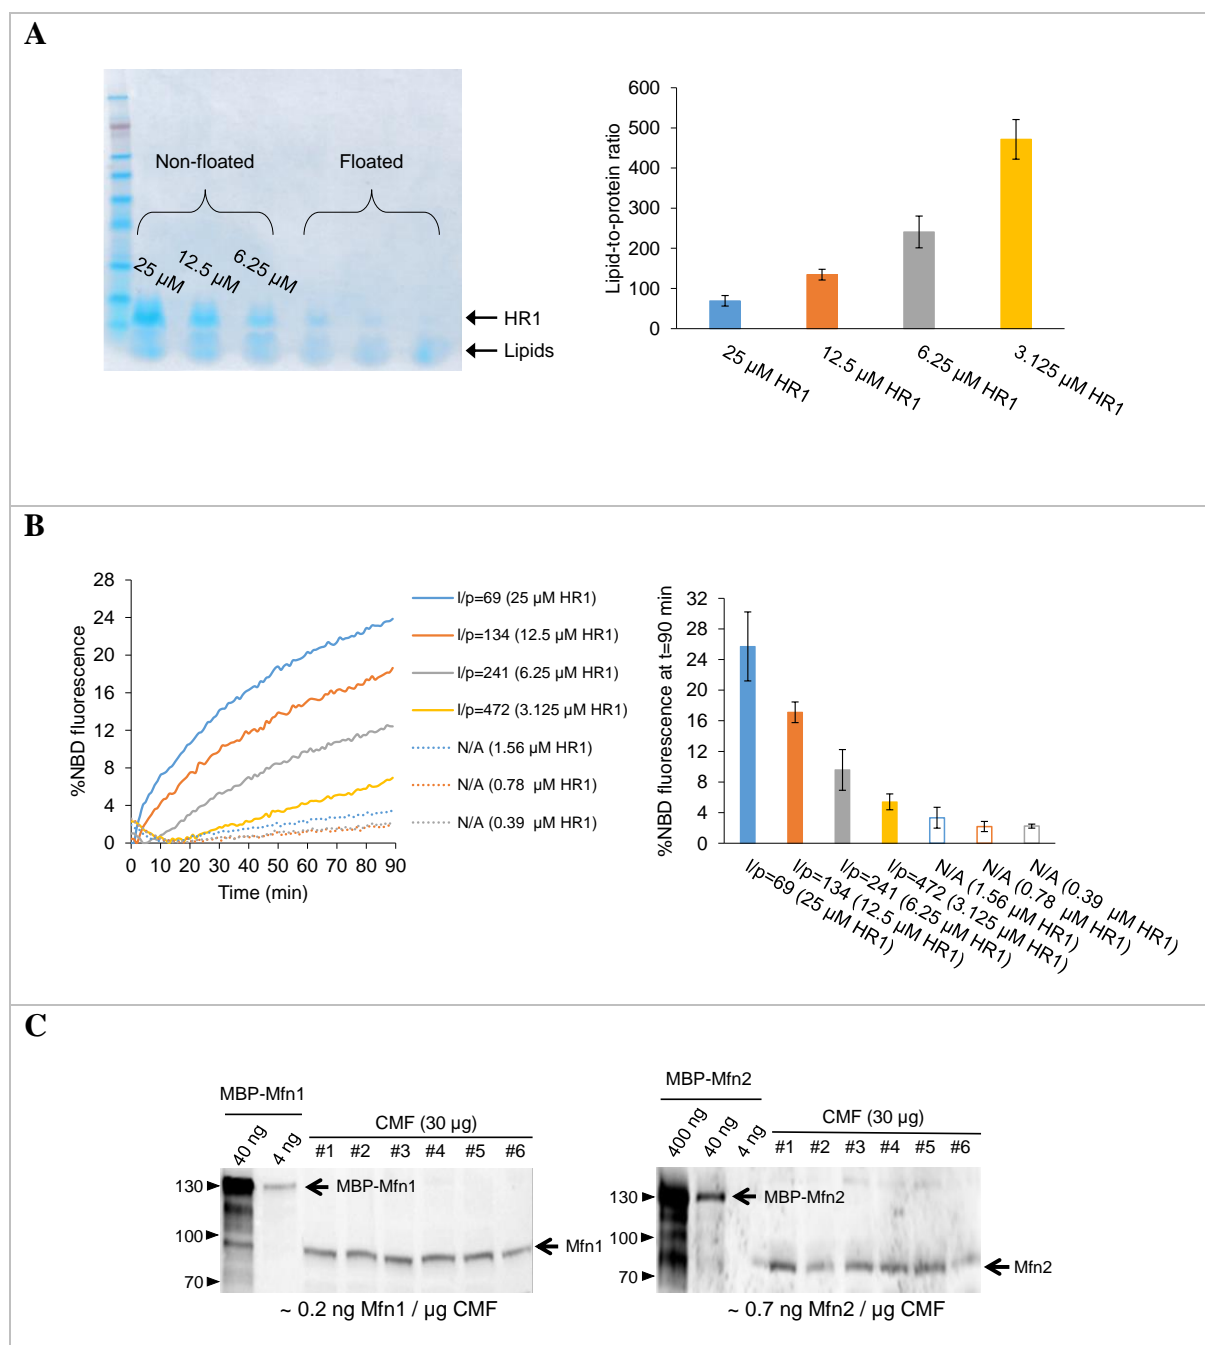 A
Non-floated
Floated
25 µM
12.5 µM
6.25 µM
HR1
Lipids
Lipid-to-protein ratio
600
500
400
300
200
100
0
25 µM HR1
12.5 µM HR1
6.25 µM HR1
3.125 µM HR1
B
%NBD fluorescence
28
24
20
16
12
8
4
0
0 10 20 30 40 50 60 70 80 90
Time (min)
l/p=69 (25 µM HR1)
l/p=134 (12.5 µM HR1)
l/p=241 (6.25 µM HR1)
l/p=472 (3.125 µM HR1)
N/A (1.56 µM HR1)
N/A (0.78 µM HR1)
N/A (0.39 µM HR1)
%NBD fluorescence at t=90 min
32
28
24
20
16
12
8
4
0
l/p=69 (25 µM HR1)
l/p=134 (12.5 µM HR1)
l/p=241 (6.25 µM HR1)
l/p=472 (3.125 µM HR1)
N/A (1.56 µM HR1)
N/A (0.78 µM HR1)
N/A (0.39 µM HR1)
C
MBP-Mfn1
40 ng
4 ng
CMF (30 µg)
#1 #2 #3 #4 #5 #6
130
100
70
MBP-Mfn1
Mfn1
~ 0.2 ng Mfn1 / µg CMF
MBP-Mfn2
400 ng
40 ng
4 ng
CMF (30 µg)
#1 #2 #3 #4 #5 #6
130
100
70
MBP-Mfn2
Mfn2
~ 0.7 ng Mfn2 / µg CMF